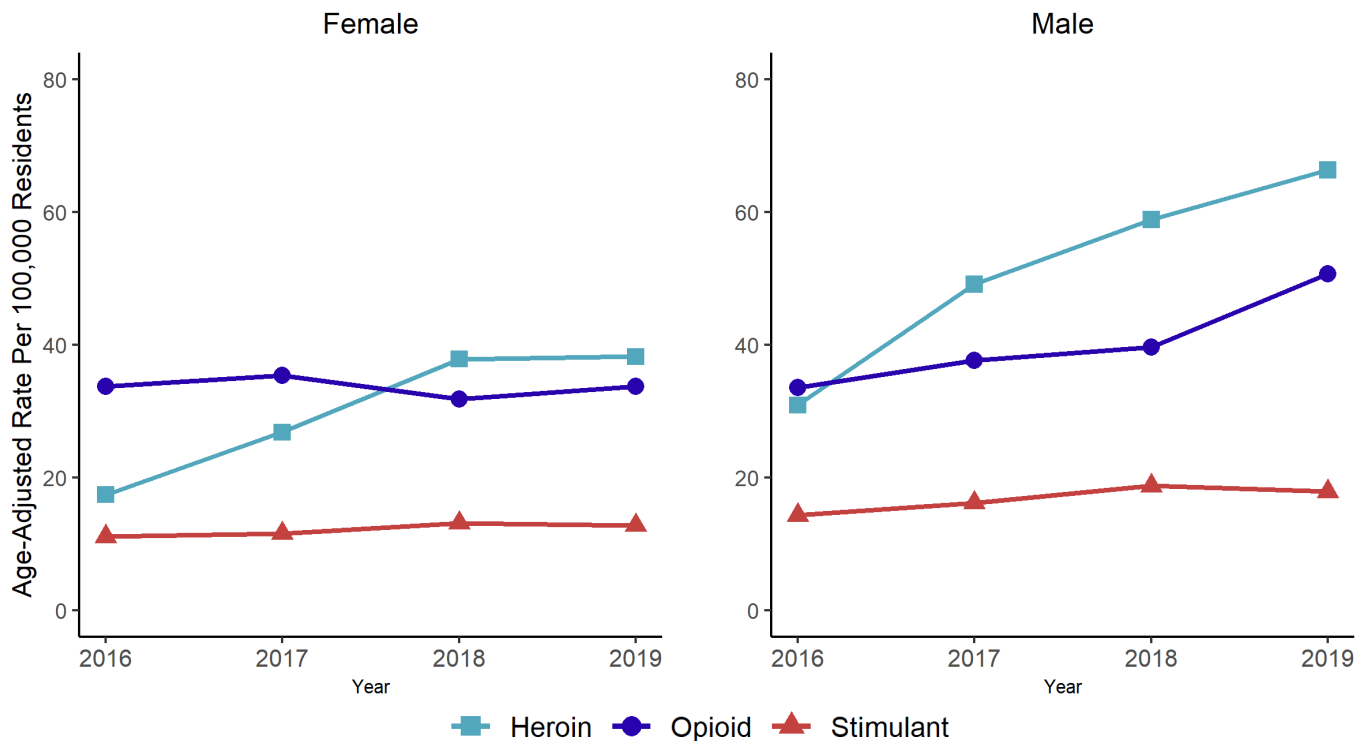 Female
Male
Age-Adjusted Rate Per 100,000 Residents
80
60
40
20
0
2016 2017 2018 2019
Year
80
60
40
20
0
2016 2017 2018 2019
Year
Heroin Opioid Stimulant